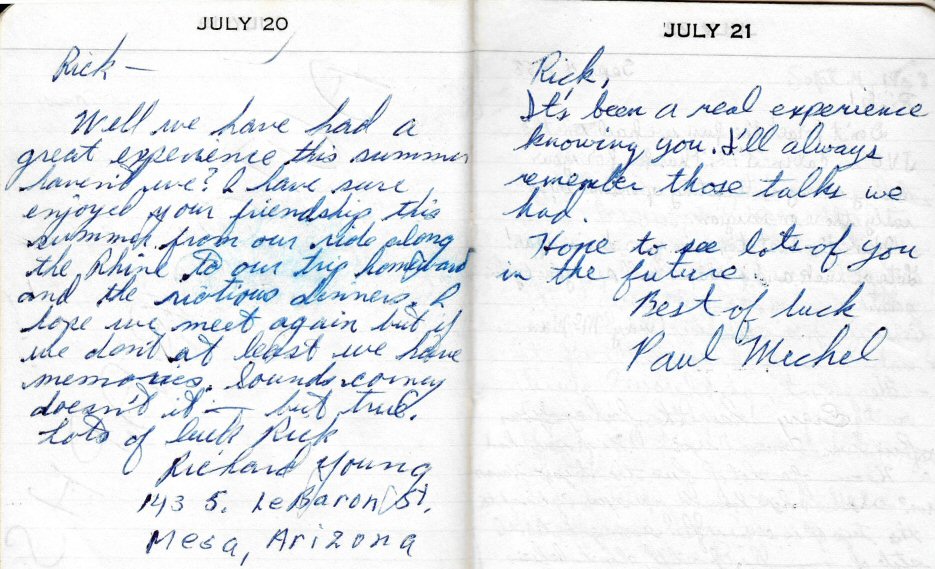 JULY 20
Rick —
Well we have had a
great experience this summer
haven't we? I have sure
enjoyed your friendship this
summer from our ride along
the Rhine to our trip homeward
and the riotious dinners. I
hope we meet again but if
we don't at least we have
memories. Sounds corney
doesn't it — but true.
Lots of luck Rick
Richard Young
143 S. LeBaron St.
Mesa, Arizona
JULY 21
Rick,
It's been a real experience
knowing you. I'll always
remember those talks we
had.
Hope to see lots of you
in the future.
Best of luck
Paul Mechel